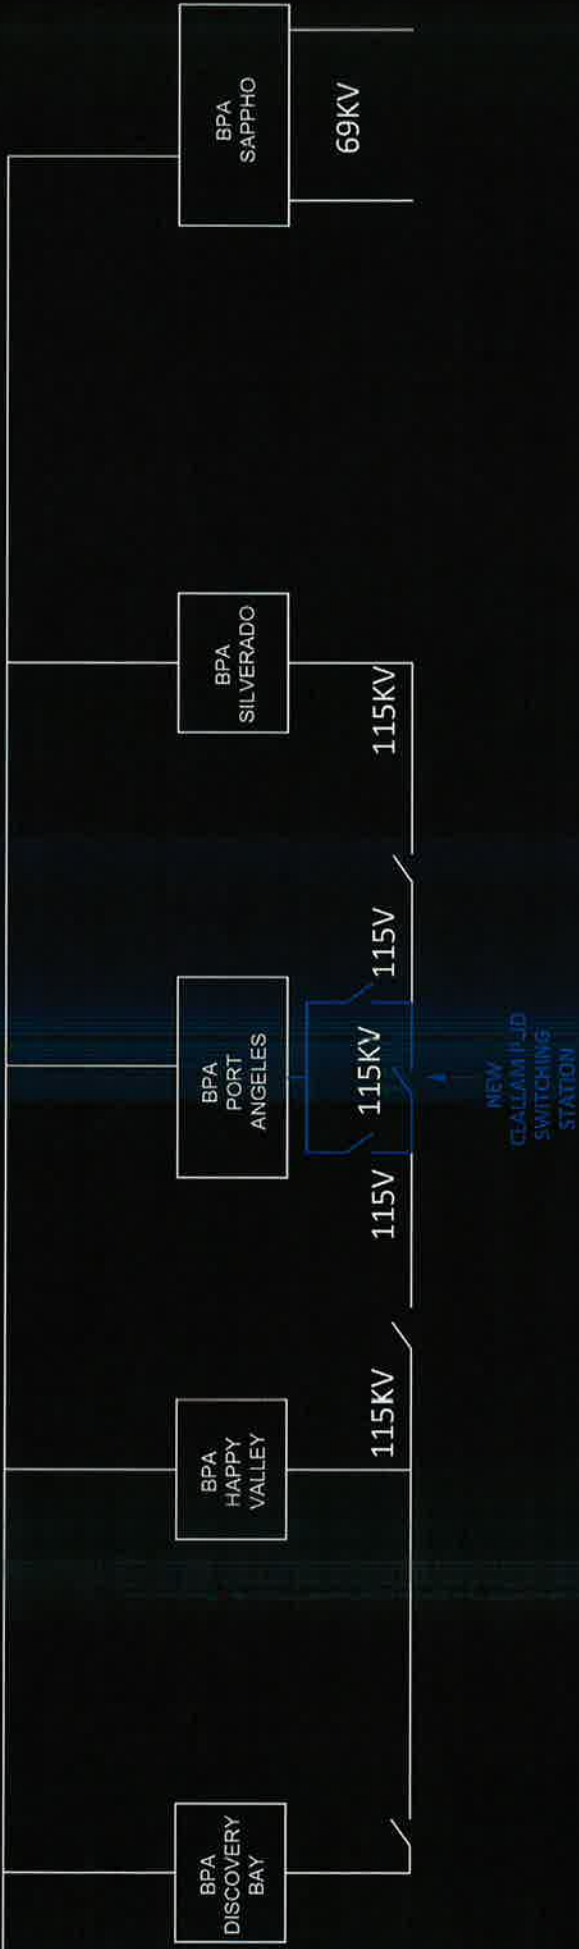 BPA
SAPPHO
69KV
BPA
SILVERADO
115KV
BPA
PORT
ANGELES
115V
115KV
115V
NEW
CLALLAM PUD
SWITCHING
STATION
BPA
HAPPY
VALLEY
115KV
BPA
DISCOVERY
BAY